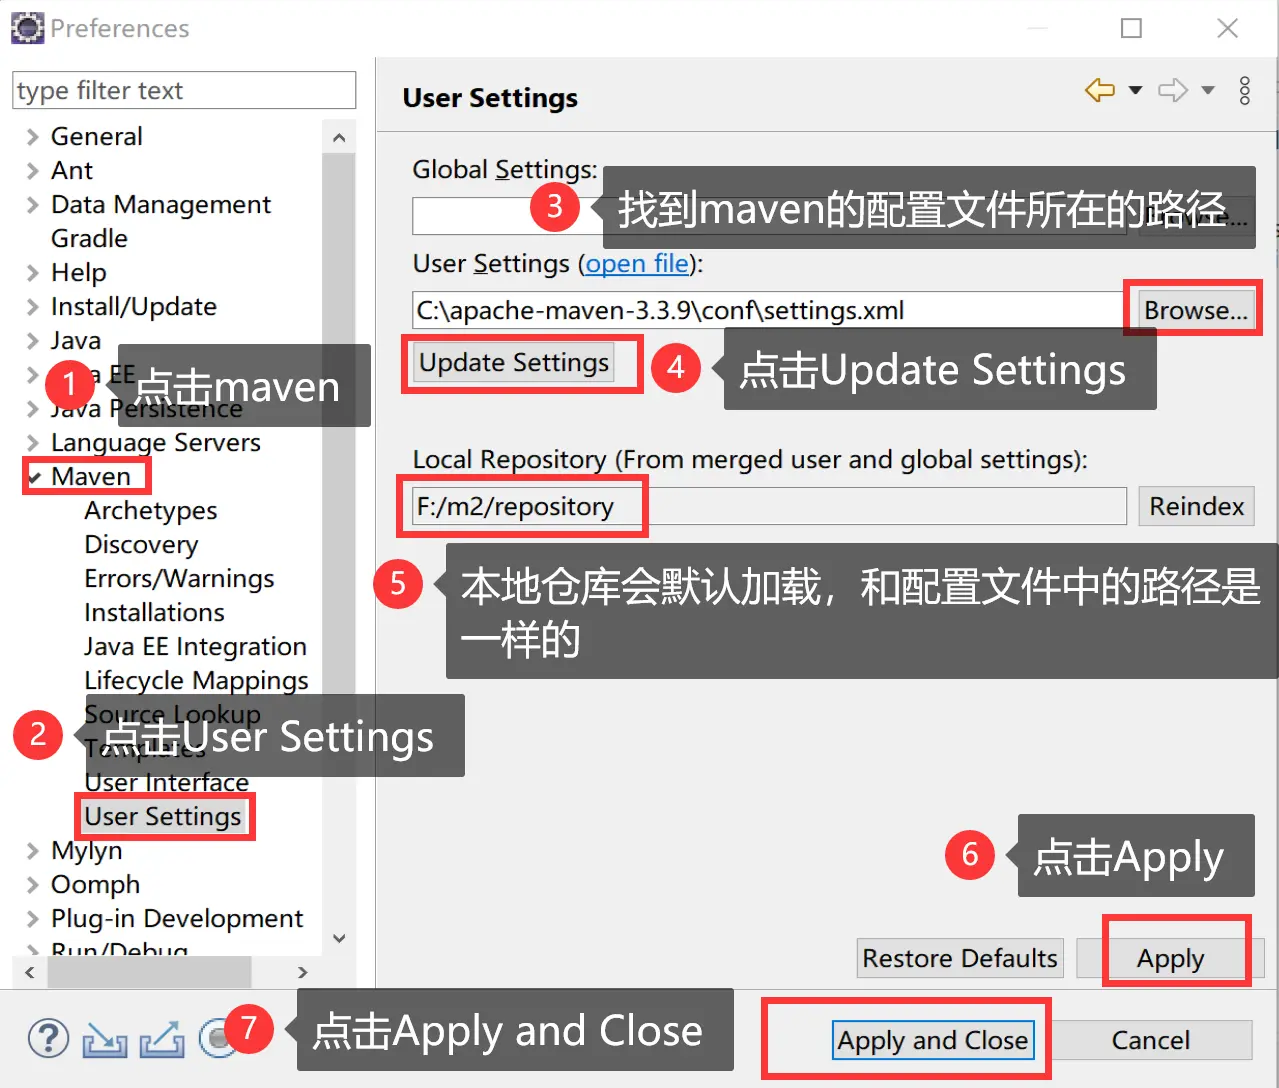 Preferences
type filter text
General
Ant
Data Management
Gradle
Help
Install/Update
Java
1
点击maven
Java EE
Java Persistence
Language Servers
Maven
Archetypes
Discovery
Errors/Warnings
Installations
Java EE Integration
Lifecycle Mappings
Source Lookup
2
点击User Settings
Templates
User Interface
User Settings
Mylyn
Oomph
Plug-in Development
Run/Debug
User Settings
Global Settings:
3
找到maven的配置文件所在的路径
Browse...
User Settings (open file):
C:\apache-maven-3.3.9\conf\settings.xml
Browse...
Update Settings
4
点击Update Settings
Local Repository (From merged user and global settings):
F:/m2/repository
Reindex
5
本地仓库会默认加载，和配置文件中的路径是
一样的
6
点击Apply
Restore Defaults
Apply
7
点击Apply and Close
Apply and Close
Cancel